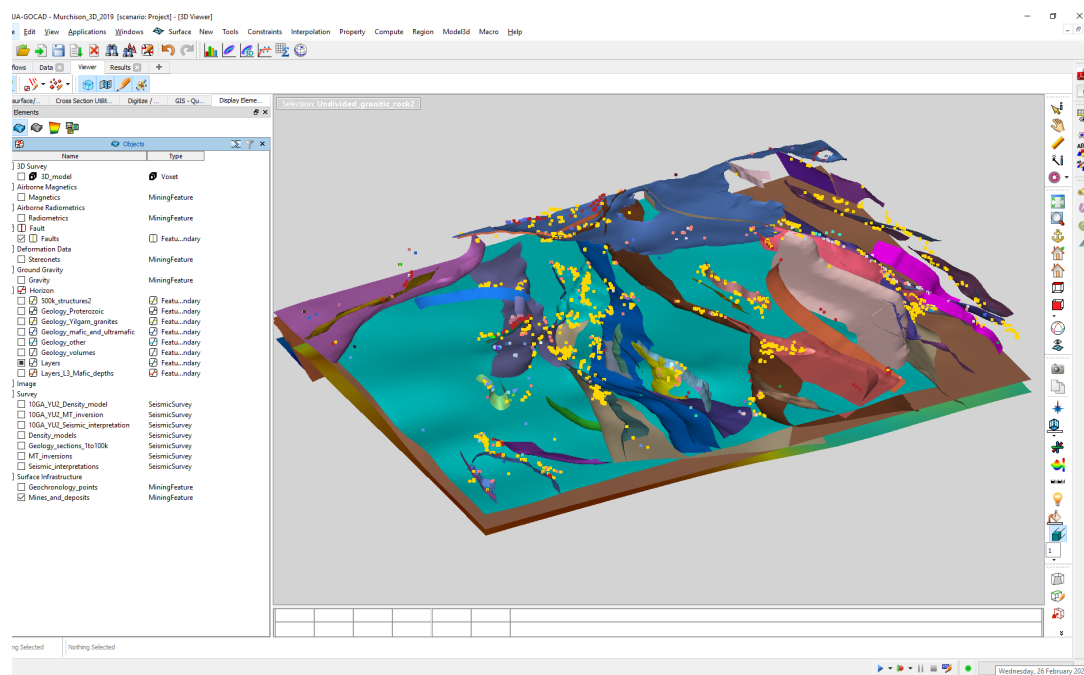 UA-GOCAD - Murchison_3D_2019 [scenario: Project] - [3D Viewer]
Edit View Applications Windows Surface New Tools Constraints Interpolation Property Compute Region Model3d Macro Help
flows Data Viewer Results +
surface/... Cross Section Utilit... Digitize / ... GIS - Qu... Display Eleme...
Elements
Selection: Undivided_granitic_rock2
Objects
Name Type
3D Survey
3D_model Voxet
Airborne Magnetics
Magnetics MiningFeature
Airborne Radiometrics
Radiometrics MiningFeature
Fault
Faults Featu...ndary
Deformation Data
Stereonets MiningFeature
Ground Gravity
Gravity MiningFeature
Horizon
500k_structures2 Featu...ndary
Geology_Proterozoic Featu...ndary
Geology_Yilgarn_granites Featu...ndary
Geology_mafic_and_ultramafic Featu...ndary
Geology_other Featu...ndary
Geology_volumes Featu...ndary
Layers Featu...ndary
Layers_L3_Mafic_depths Featu...ndary
Image
Survey
10GA_YU2_Density_model SeismicSurvey
10GA_YU2_MT_inversion SeismicSurvey
10GA_YU2_Seismic_interpretation SeismicSurvey
Density_models SeismicSurvey
Geology_sections_1to100k SeismicSurvey
MT_inversions SeismicSurvey
Seismic_interpretations SeismicSurvey
Surface Infrastructure
Geochronology_points MiningFeature
Mines_and_deposits MiningFeature
1
ng Selected Nothing Selected
Wednesday, 26 February 202